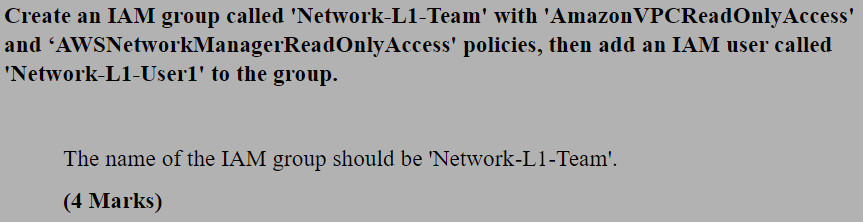 Create an IAM group called 'Network-L1-Team' with 'AmazonVPCReadOnlyAccess'
and ‘AWSNetworkManagerReadOnlyAccess' policies, then add an IAM user called
'Network-L1-User1' to the group.
The name of the IAM group should be 'Network-L1-Team'.
(4 Marks)